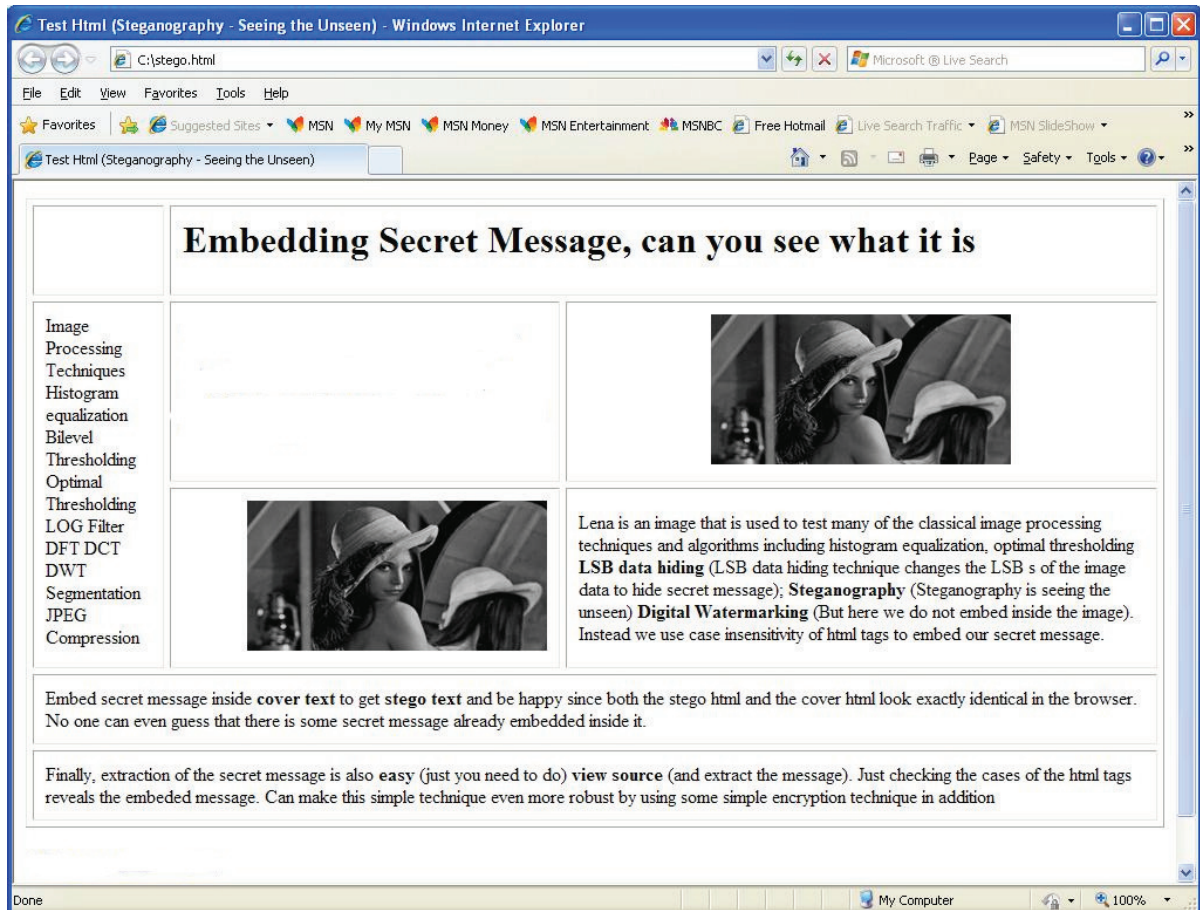 Test Html (Steganography - Seeing the Unseen) - Windows Internet Explorer
C:\stego.html
Microsoft ® Live Search
File Edit View Favorites Tools Help
Favorites Suggested Sites MSN My MSN MSN Money MSN Entertainment MSNBC Free Hotmail Live Search Traffic MSN SlideShow »
Test Html (Steganography - Seeing the Unseen) Page Safety Tools »
Embedding Secret Message, can you see what it is
Image
Processing
Techniques
Histogram
equalization
Bilevel
Thresholding
Optimal
Thresholding
LOG Filter
DFT DCT
DWT
Segmentation
JPEG
Compression
Lena is an image that is used to test many of the classical image processing
techniques and algorithms including histogram equalization, optimal thresholding
LSB data hiding (LSB data hiding technique changes the LSB s of the image
data to hide secret message); Steganography (Steganography is seeing the
unseen) Digital Watermarking (But here we do not embed inside the image).
Instead we use case insensitivity of html tags to embed our secret message.
Embed secret message inside cover text to get stego text and be happy since both the stego html and the cover html look exactly identical in the browser.
No one can even guess that there is some secret message already embedded inside it.
Finally, extraction of the secret message is also easy (just you need to do) view source (and extract the message). Just checking the cases of the html tags
reveals the embeded message. Can make this simple technique even more robust by using some simple encryption technique in addition
Done My Computer 100%